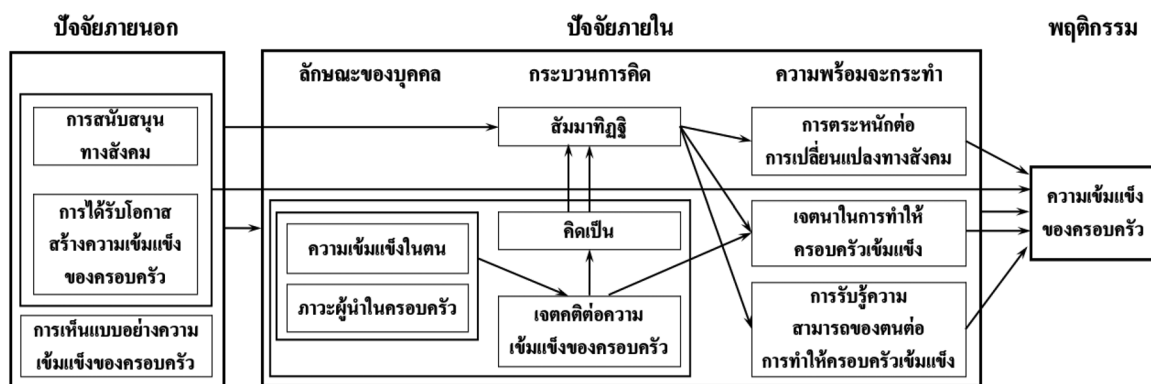 ปัจจัยภายนอก
ปัจจัยภายใน
พฤติกรรม
การสนับสนุน
ทางสังคม
การได้รับโอกาส
สร้างความเข้มแข็ง
ของครอบครัว
การเห็นแบบอย่างความ
เข้มแข็งของครอบครัว
ลักษณะของบุคคล
กระบวนการคิด
ความพร้อมจะกระทำ
สัมมาทิฏฐิ
คิดเป็น
ความเข้มแข็งในตน
ภาวะผู้นำในครอบครัว
เจตคติต่อความ
เข้มแข็งของครอบครัว
การตระหนักต่อ
การเปลี่ยนแปลงทางสังคม
เจตนาในการทำให้
ครอบครัวเข้มแข็ง
การรับรู้ความ
สามารถของตนต่อ
การทำให้ครอบครัวเข้มแข็ง
ความเข้มแข็ง
ของครอบครัว